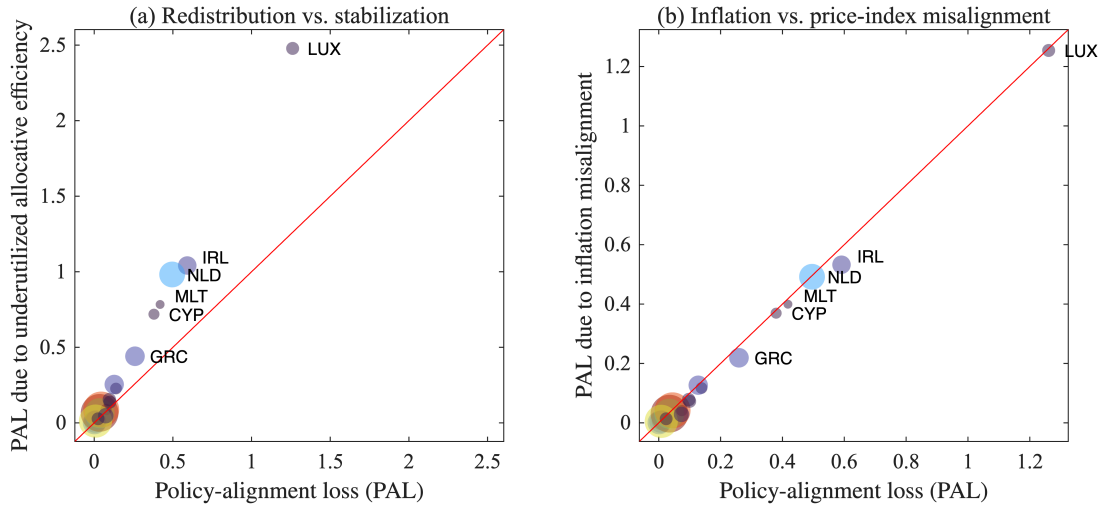 (a) Redistribution vs. stabilization
PAL due to underutilized allocative efficiency
2.5
2
1.5
1
0.5
0
LUX
IRL
NLD
MLT
CYP
GRC
0 0.5 1 1.5 2 2.5
Policy-alignment loss (PAL)
(b) Inflation vs. price-index misalignment
PAL due to inflation misalignment
1.2
1
0.8
0.6
0.4
0.2
0
LUX
IRL
NLD
MLT
CYP
GRC
0 0.2 0.4 0.6 0.8 1 1.2
Policy-alignment loss (PAL)